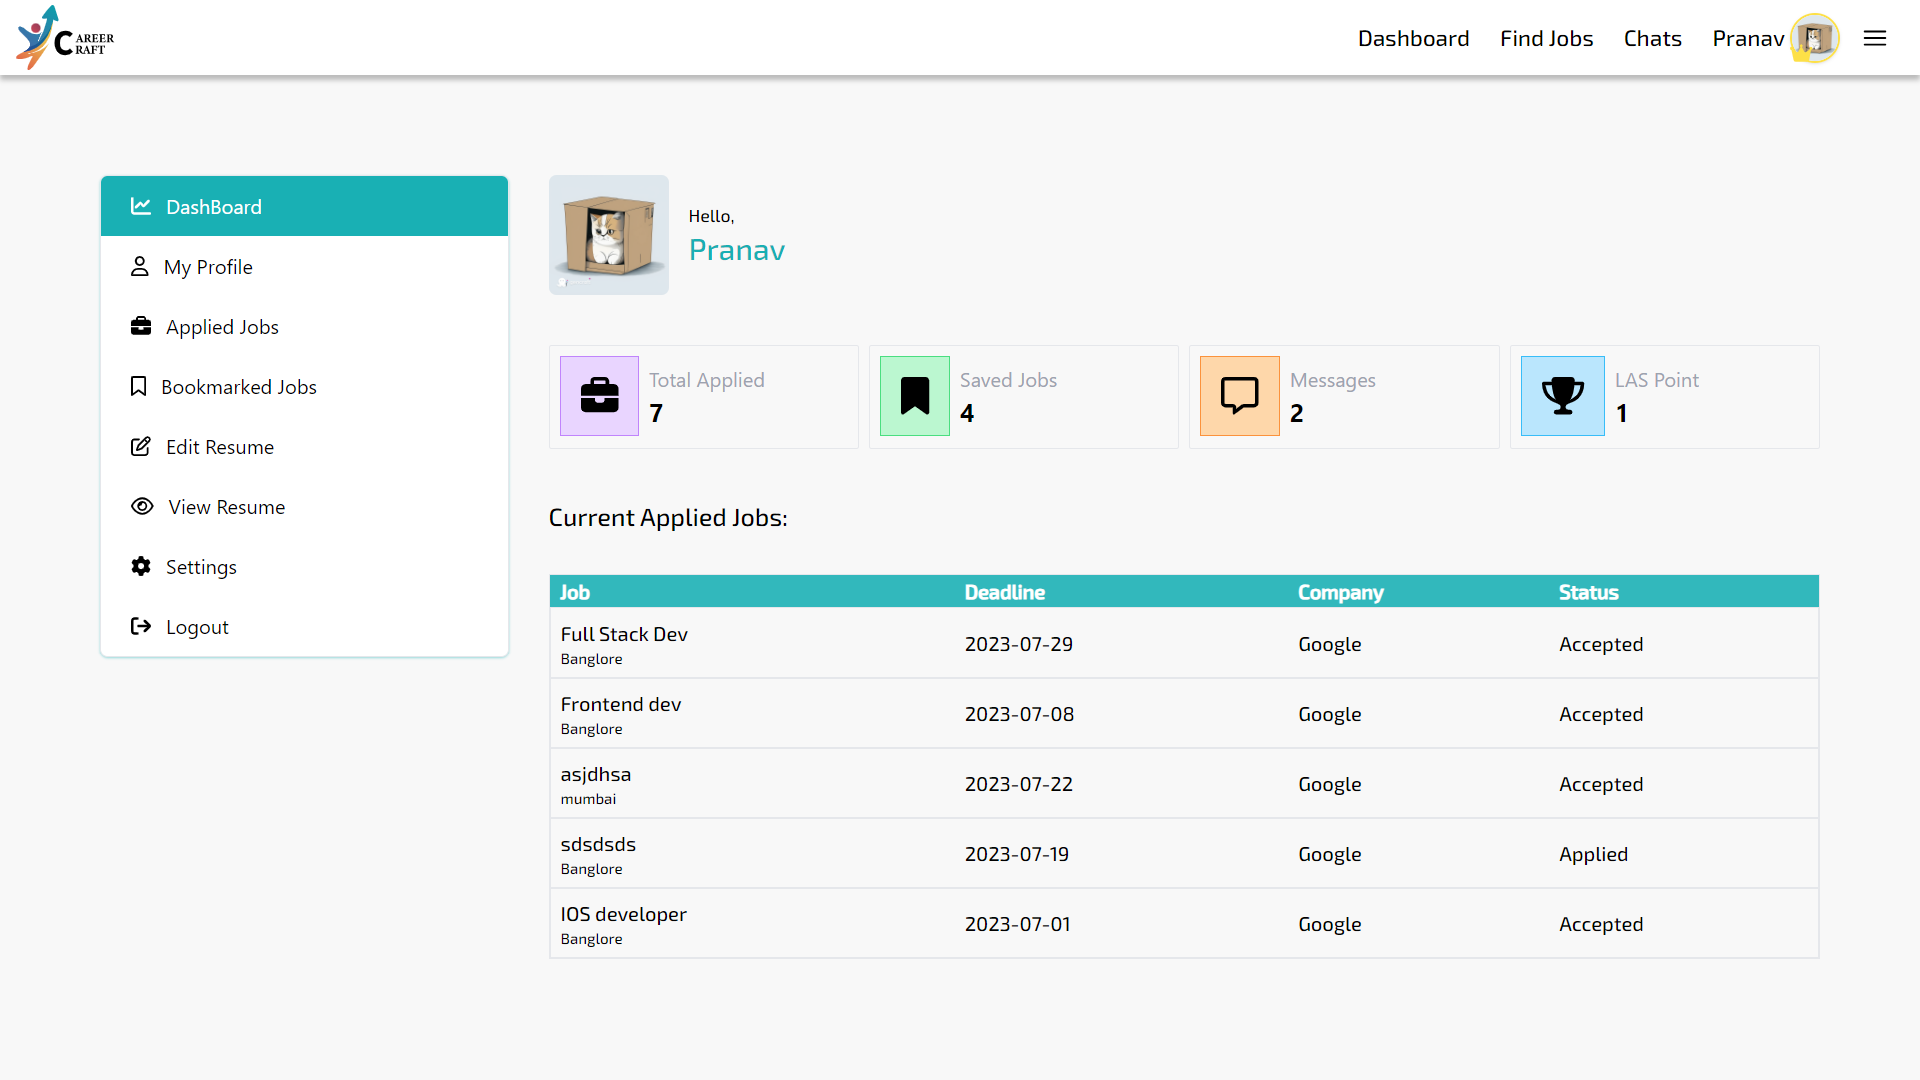 CAREER
CRAFT
Dashboard
Find Jobs
Chats
Pranav
DashBoard
My Profile
Applied Jobs
Bookmarked Jobs
Edit Resume
View Resume
Settings
Logout
Hello,
Pranav
Total Applied
7
Saved Jobs
4
Messages
2
LAS Point
1
Current Applied Jobs:
Job Deadline Company Status
Full Stack Dev
Banglore
2023-07-29 Google Accepted
Frontend dev
Banglore
2023-07-08 Google Accepted
asjdhsa
mumbai
2023-07-22 Google Accepted
sdsdsds
Banglore
2023-07-19 Google Applied
IOS developer
Banglore
2023-07-01 Google Accepted